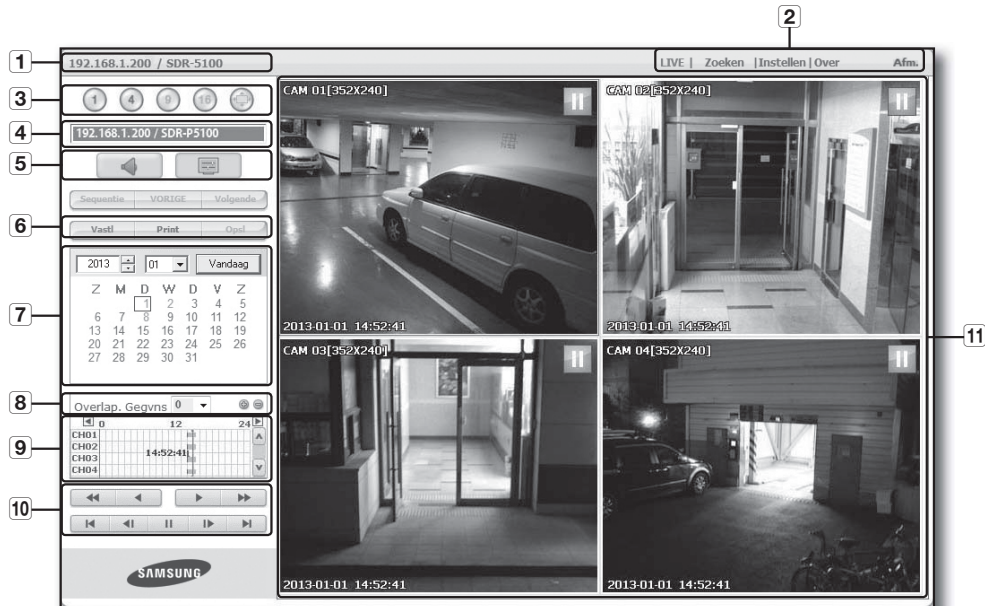 2
1
192.168.1.200 / SDR-5100
LIVE | Zoeken |Instellen|Over Afm.
3
1 4 9 16
4
192.168.1.200 / SDR-P5100
5
Sequentie VORIGE Volgende
6
Vastl Print Opsl
7
2013 01 Vandaag
Z M D W D V Z
1 2 3 4 5
6 7 8 9 10 11 12
13 14 15 16 17 18 19
20 21 22 23 24 25 26
27 28 29 30 31
8
Overlap. Gegvns 0
9
0 12 24
CH01
CH02
CH03
CH04
14:52:41
10
SAMSUNG
CAM 01[352X240]
2013-01-01 14:52:41
CAM 02[352X240]
2013-01-01 14:52:41
CAM 03[352X240]
2013-01-01 14:52:41
CAM 04[352X240]
2013-01-01 14:52:41
11